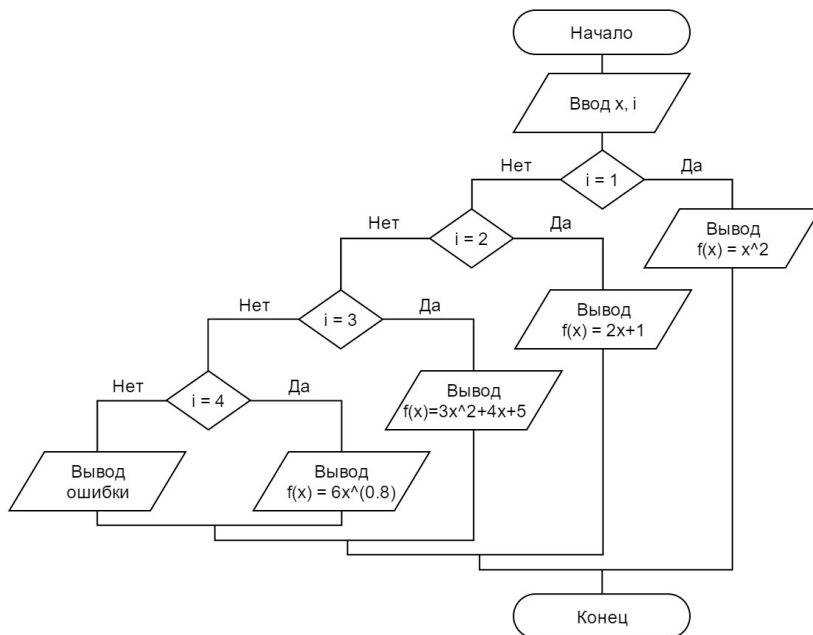 Начало
Ввод x, i
Нет
i = 1
Да
Вывод
f(x) = x^2
Нет
i = 2
Да
Вывод
f(x) = 2x+1
Нет
i = 3
Да
Вывод
f(x)=3x^2+4x+5
Нет
i = 4
Да
Вывод
ошибки
Вывод
f(x) = 6x^(0.8)
Конец